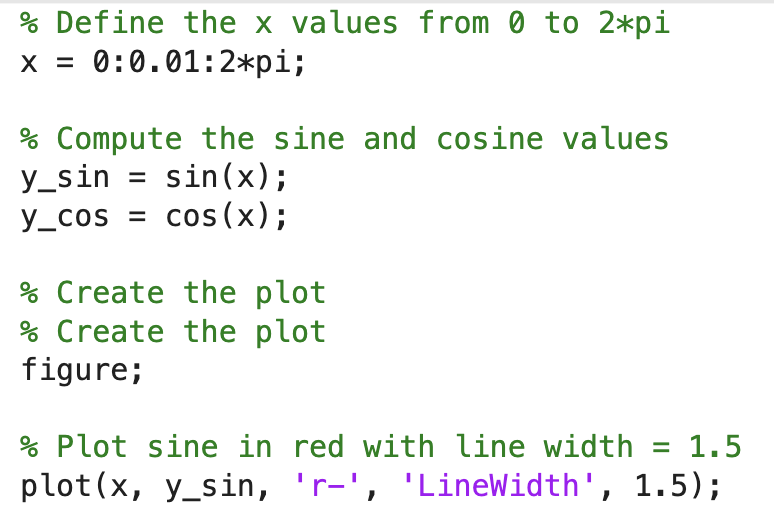 % Define the x values from 0 to 2*pi
x = 0:0.01:2*pi;
% Compute the sine and cosine values
y_sin = sin(x);
y_cos = cos(x);
% Create the plot
% Create the plot
figure;
% Plot sine in red with line width = 1.5
plot(x, y_sin, 'r-', 'LineWidth', 1.5);